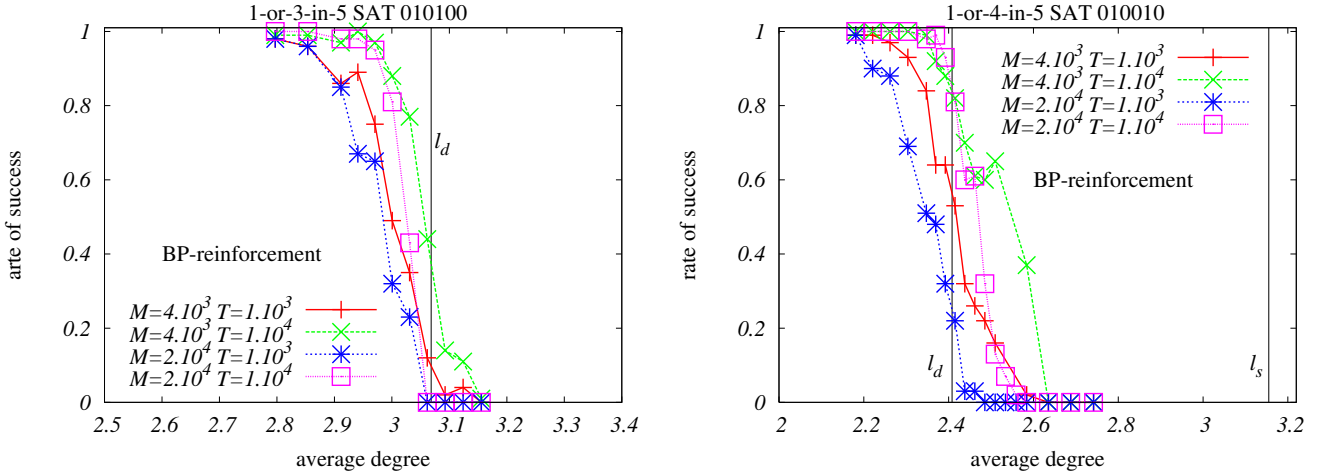 1-or-3-in-5 SAT 010100
1
0.8
0.6
0.4
0.2
0
2.5 2.6 2.7 2.8 2.9 3 3.1 3.2 3.3 3.4
arte of success
average degree
l_d
BP-reinforcement
M=4.10^3 T=1.10^3
M=4.10^3 T=1.10^4
M=2.10^4 T=1.10^3
M=2.10^4 T=1.10^4
1-or-4-in-5 SAT 010010
1
0.8
0.6
0.4
0.2
0
2 2.2 2.4 2.6 2.8 3 3.2
rate of success
average degree
M=4.10^3 T=1.10^3
M=4.10^3 T=1.10^4
M=2.10^4 T=1.10^3
M=2.10^4 T=1.10^4
BP-reinforcement
l_d
l_s